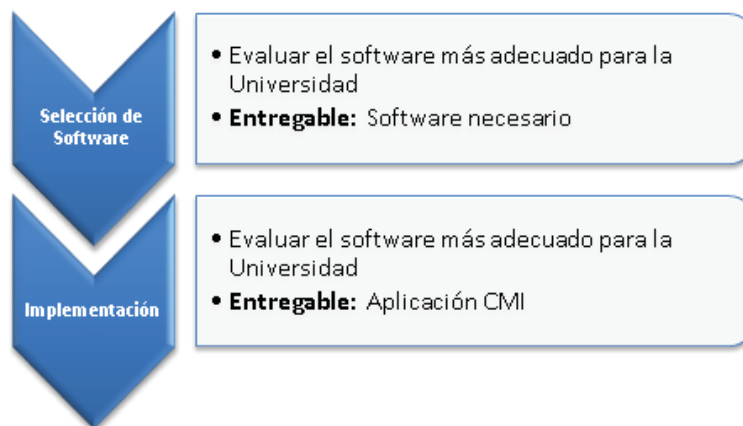 Selección de
Software
• Evaluar el software más adecuado para la
Universidad
• Entregable: Software necesario
Implementación
• Evaluar el software más adecuado para la
Universidad
• Entregable: Aplicación CMI